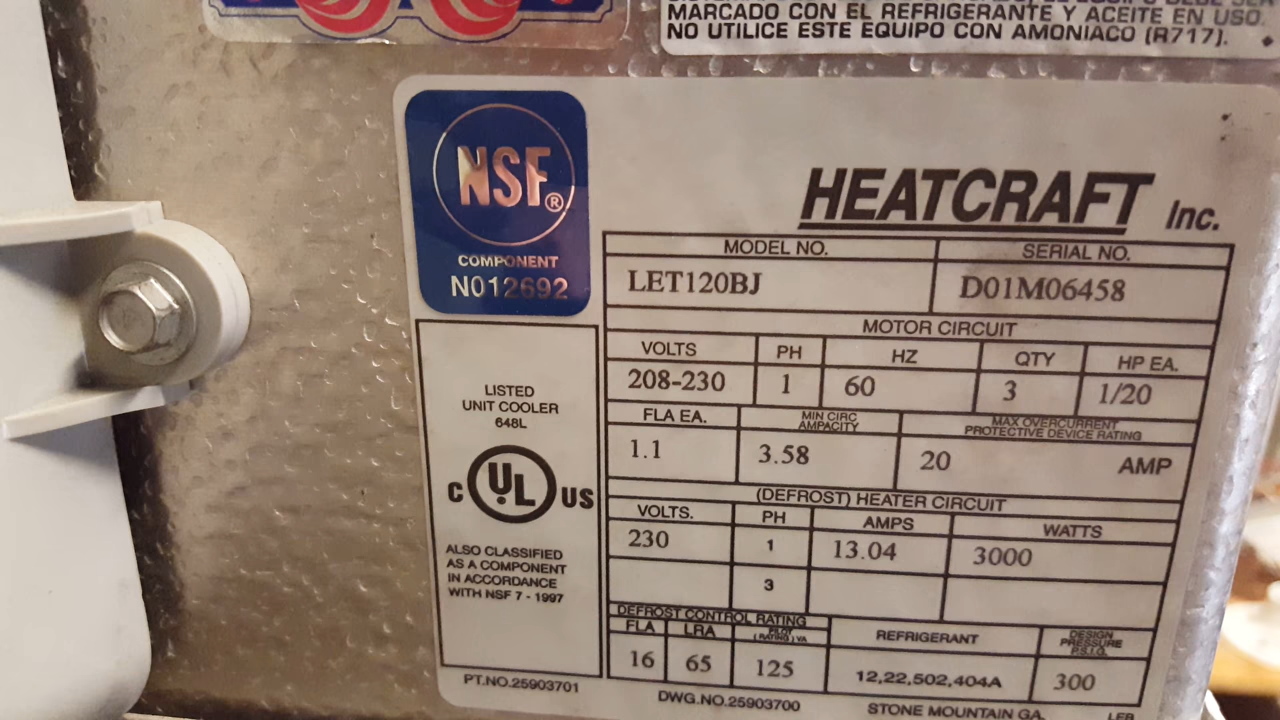 MARCADO CON EL REFRIGERANTE Y ACEITE EN USO.
NO UTILICE ESTE EQUIPO CON AMONIACO (R717).
NSF®
COMPONENT
N012692
HEATCRAFT Inc.
MODEL NO. SERIAL NO.
LET120BJ D01M06458
MOTOR CIRCUIT
VOLTS PH HZ QTY HP EA.
208-230 1 60 3 1/20
FLA EA. MIN CIRC AMPACITY MAX OVERCURRENT PROTECTIVE DEVICE RATING
1.1 3.58 20 AMP
(DEFROST) HEATER CIRCUIT
VOLTS. PH AMPS WATTS
230 1 13.04 3000
3
DEFROST CONTROL RATING
FLA LRA PILOT (RATING) VA REFRIGERANT DESIGN PRESSURE P.S.I.G.
16 65 125 12,22,502,404A 300
LISTED
UNIT COOLER
648L
C UL US
ALSO CLASSIFIED
AS A COMPONENT
IN ACCORDANCE
WITH NSF 7 - 1997
PT.NO.25903701
DWG.NO.25903700
STONE MOUNTAIN GA.